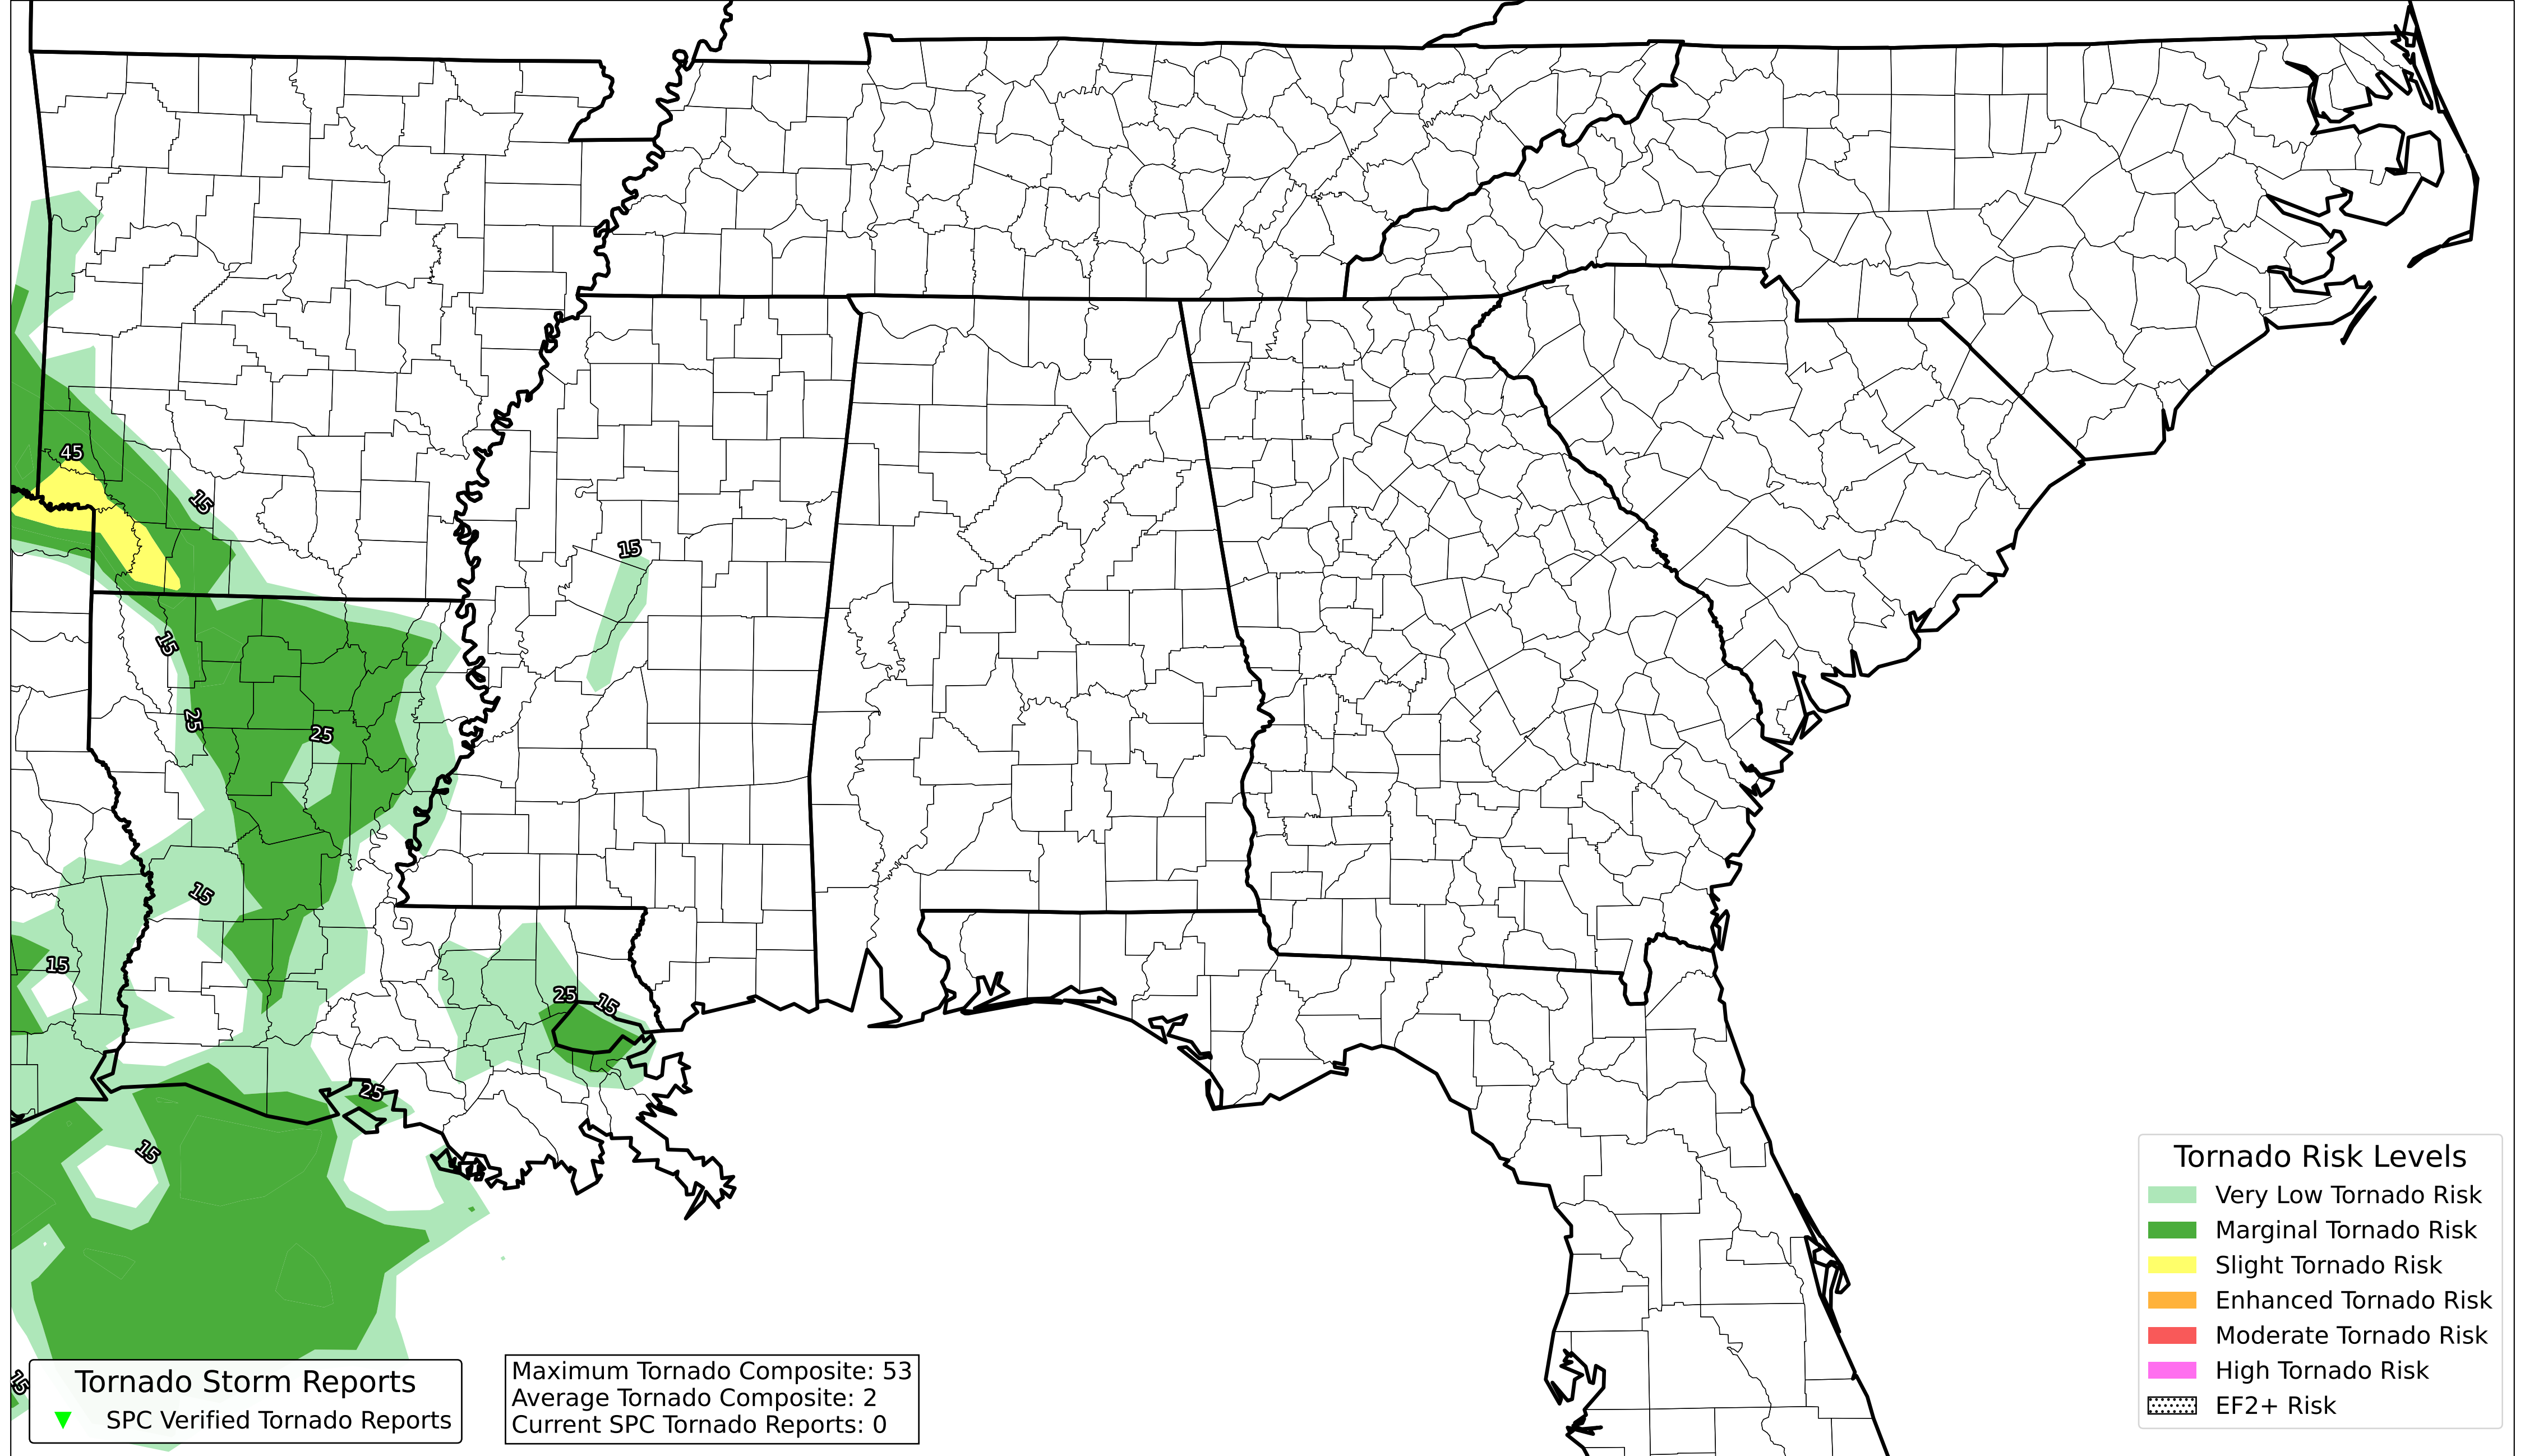 45
15
15
15
25
25
15
15
25
15
25
15
15
Tornado Storm Reports
SPC Verified Tornado Reports
Maximum Tornado Composite: 53
Average Tornado Composite: 2
Current SPC Tornado Reports: 0
Tornado Risk Levels
Very Low Tornado Risk
Marginal Tornado Risk
Slight Tornado Risk
Enhanced Tornado Risk
Moderate Tornado Risk
High Tornado Risk
EF2+ Risk